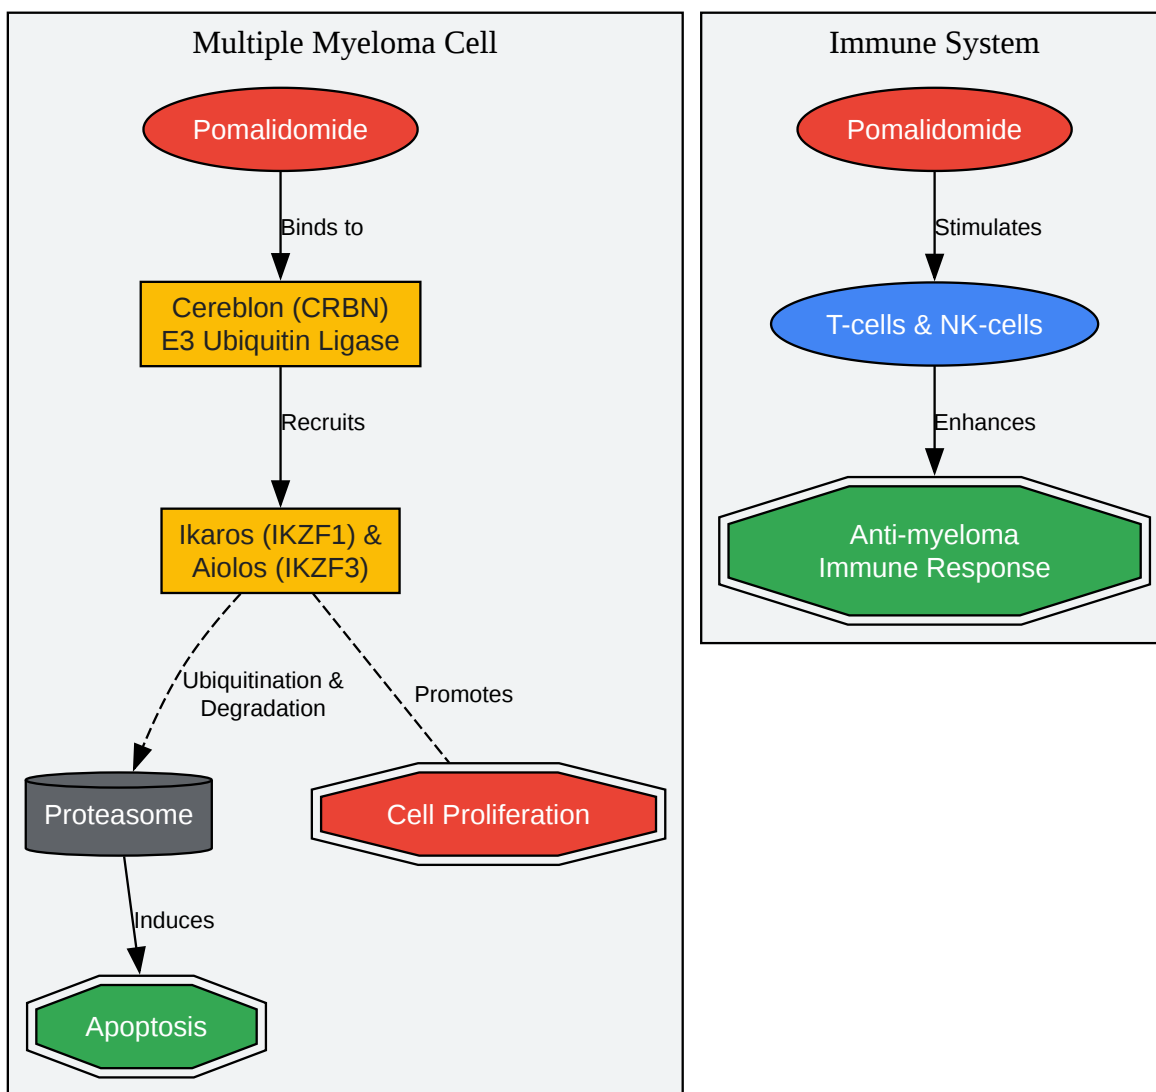 Multiple Myeloma Cell
Pomalidomide
Binds to
Cereblon (CRBN)
E3 Ubiquitin Ligase
Recruits
Ikaros (IKZF1) &
Aiolos (IKZF3)
Ubiquitination &
Degradation
Promotes
Proteasome
Cell Proliferation
Induces
Apoptosis
Immune System
Pomalidomide
Stimulates
T-cells & NK-cells
Enhances
Anti-myeloma
Immune Response